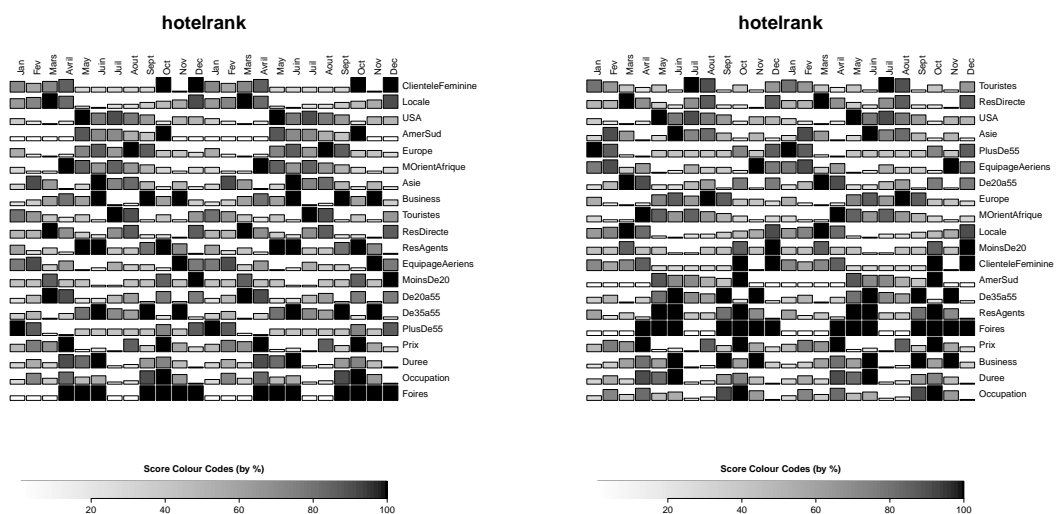 hotelrank
Jan Fev Mars Avril May Juin Juil Aout Sept Oct Nov Dec Jan Fev Mars Avril May Juin Juil Aout Sept Oct Nov Dec
ClienteleFeminine
Locale
USA
AmerSud
Europe
MOrientAfrique
Asie
Business
Touristes
ResDirecte
ResAgents
EquipageAeriens
MoinsDe20
De20a55
De35a55
PlusDe55
Prix
Duree
Occupation
Foires
Score Colour Codes (by %)
20 40 60 80 100
hotelrank
Jan Fev Mars Avril May Juin Juil Aout Sept Oct Nov Dec Jan Fev Mars Avril May Juin Juil Aout Sept Oct Nov Dec
Touristes
ResDirecte
USA
Asie
PlusDe55
EquipageAeriens
De20a55
Europe
MOrientAfrique
Locale
MoinsDe20
ClienteleFeminine
AmerSud
De35a55
ResAgents
Foires
Prix
Business
Duree
Occupation
Score Colour Codes (by %)
20 40 60 80 100